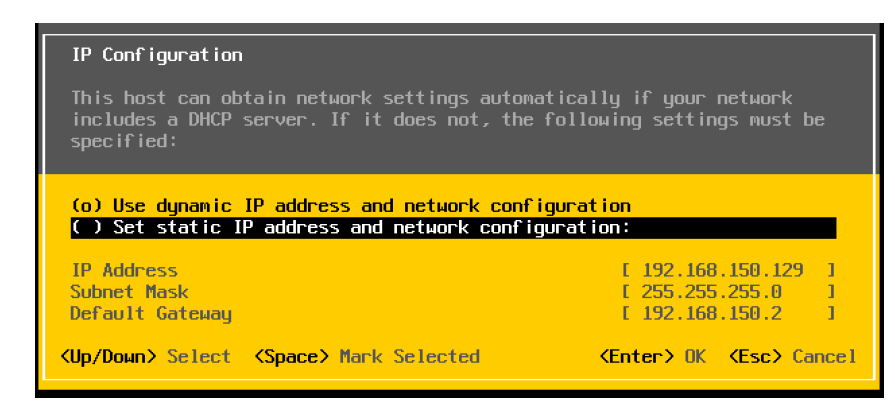 IP Configuration
This host can obtain network settings automatically if your network
includes a DHCP server. If it does not, the following settings must be
specified:
(o) Use dynamic IP address and network configuration
( ) Set static IP address and network configuration:
IP Address [ 192.168.150.129 ]
Subnet Mask [ 255.255.255.0 ]
Default Gateway [ 192.168.150.2 ]
<Up/Down> Select <Space> Mark Selected <Enter> OK <Esc> Cancel